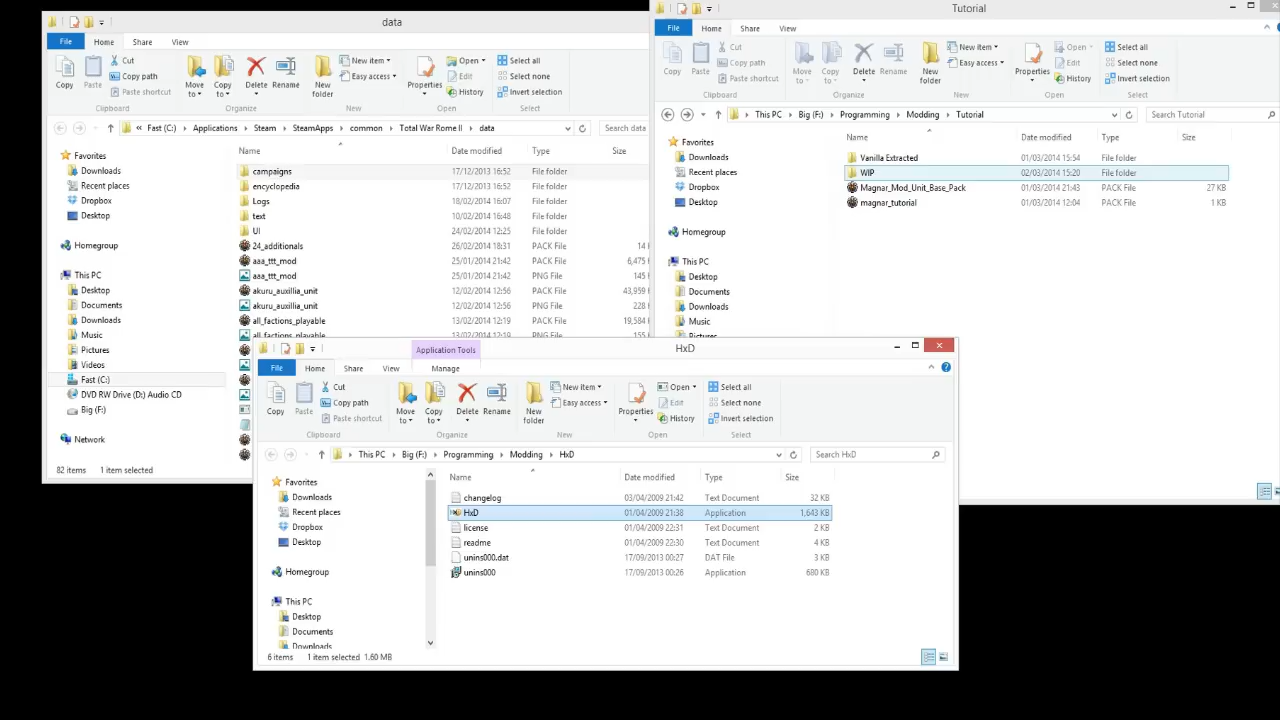 data
File Home Share View
Copy
Paste
Cut
Copy path
Paste shortcut
Clipboard
Move to
Copy to
Delete
Rename
Organize
New folder
New item
Easy access
New
Properties
Open
Edit
History
Open
Select all
Select none
Invert selection
Select
« Fast (C:) Applications Steam SteamApps common Total War Rome II data
Search data
Name Date modified Type Size
Favorites
Downloads
Recent places
Dropbox
Desktop
Homegroup
This PC
Desktop
Documents
Downloads
Music
Pictures
Videos
Fast (C:)
DVD RW Drive (D:) Audio CD
Big (F:)
Network
campaigns 17/12/2013 16:52 File folder
encyclopedia 17/12/2013 16:52 File folder
Logs 18/02/2014 16:07 File folder
text 10/02/2014 16:48 File folder
UI 24/02/2014 12:25 File folder
24_additionals 26/02/2014 18:31 PACK File 14
aaa_ttt_mod 25/01/2014 21:42 PACK File 6,475
aaa_ttt_mod 25/01/2014 21:42 PNG File 145
akuru_auxillia_unit 12/02/2014 12:56 PACK File 43,959
akuru_auxillia_unit 12/02/2014 12:56 PNG File 228
all_factions_playable 13/02/2014 12:19 PACK File 19,584
all_factions_playable 13/02/2014 12:19 PNG File 155
82 items 1 item selected
Tutorial
File Home Share View
Copy
Paste
Cut
Copy path
Paste shortcut
Clipboard
Move to
Copy to
Delete
Rename
Organize
New folder
New item
Easy access
New
Properties
Open
Edit
History
Open
Select all
Select none
Invert selection
Select
This PC Big (F:) Programming Modding Tutorial
Search Tutorial
Name Date modified Type Size
Favorites
Downloads
Recent places
Dropbox
Desktop
Homegroup
This PC
Desktop
Documents
Downloads
Music
Pictures
Vanilla Extracted 01/03/2014 15:54 File folder
WIP 02/03/2014 15:20 File folder
Magnar_Mod_Unit_Base_Pack 01/03/2014 21:43 PACK File 27 KB
magnar_tutorial 01/03/2014 12:04 PACK File 1 KB
Application Tools
HxD
File Home Share View Manage
Copy
Paste
Cut
Copy path
Paste shortcut
Clipboard
Move to
Copy to
Delete
Rename
Organize
New folder
New item
Easy access
New
Properties
Open
Edit
History
Open
Select all
Select none
Invert selection
Select
This PC Big (F:) Programming Modding HxD
Search HxD
Name Date modified Type Size
Favorites
Downloads
Recent places
Dropbox
Desktop
Homegroup
This PC
Desktop
Documents
Downloads
changelog 03/04/2009 21:42 Text Document 32 KB
HxD 01/04/2009 21:38 Application 1,643 KB
license 01/04/2009 22:31 Text Document 2 KB
readme 01/04/2009 22:30 Text Document 4 KB
unins000.dat 17/09/2013 00:27 DAT File 3 KB
unins000 17/09/2013 00:26 Application 680 KB
6 items 1 item selected 1.60 MB